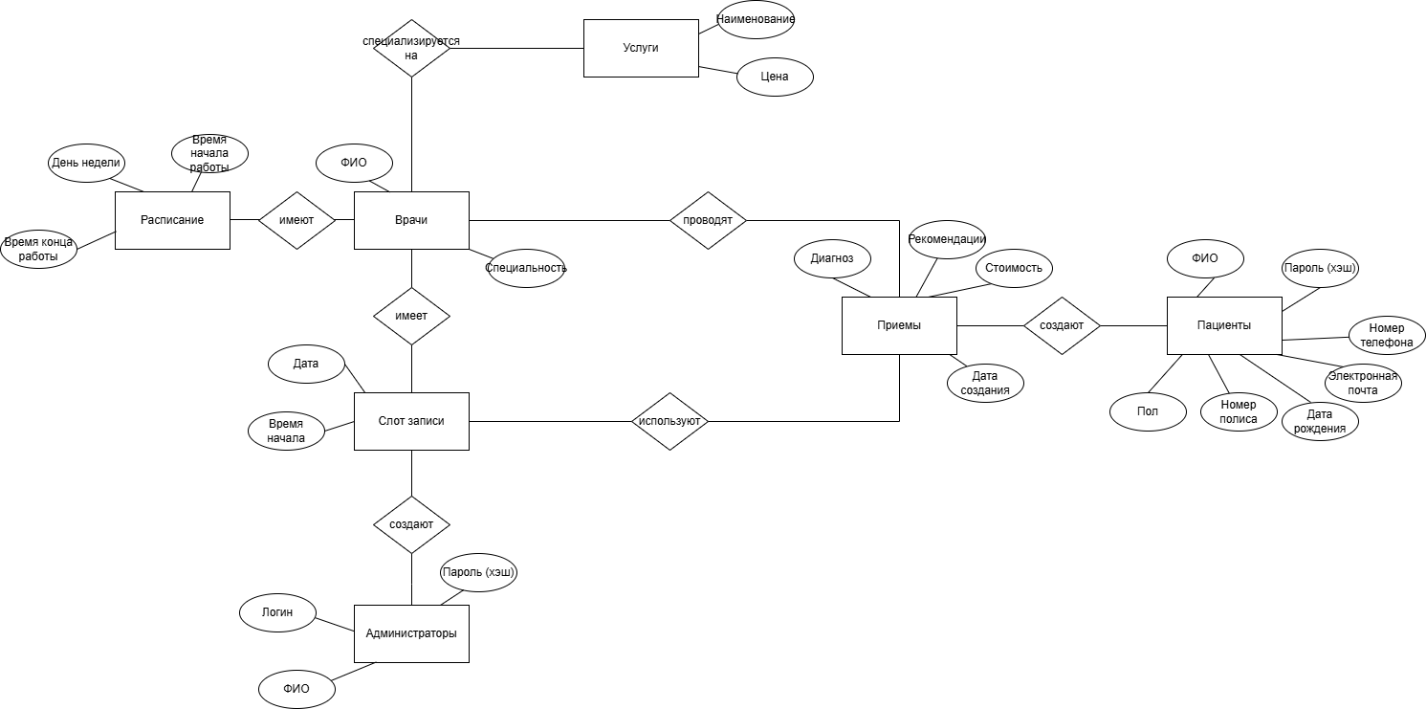 Наименование
специализируется
на
Услуги
Цена
Время
начала
работы
День недели
ФИО
Время конца
работы
Расписание
имеют
Врачи
проводят
Специальность
Рекомендации
Диагноз
Стоимость
ФИО
Пароль (хэш)
имеет
Приемы
создают
Пациенты
Номер
телефона
Дата
Дата
создания
Электронная
почта
Пол
Номер
полиса
Дата
рождения
Время
начала
Слот записи
используют
создают
Пароль (хэш)
Логин
Администраторы
ФИО